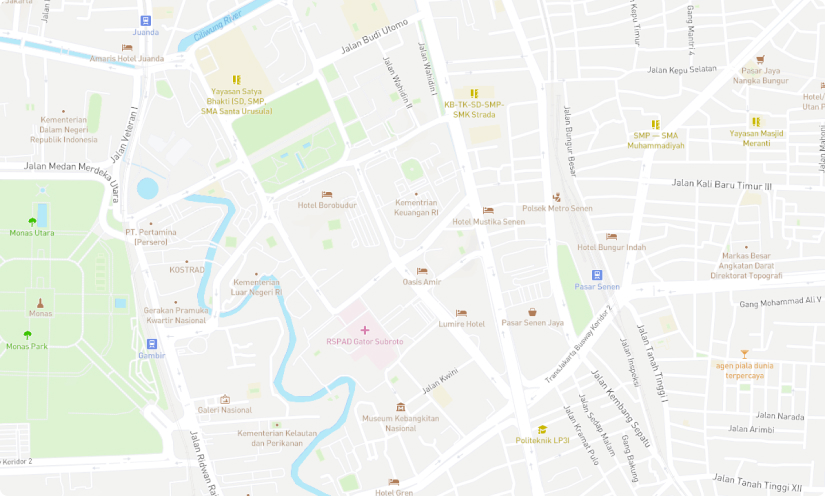 Jakarta
Juanda
Ciliwung River
Jalan Budi Utomo
Amaris Hotel Juanda
Jalan Wahidin II
Jalan Wahidin I
Gang Mantri 4
Jalan Kepu Selatan
Pasar Jaya
Nangka Bungur
Yayasan Satya
Bhakti (SD, SMP,
SMA Santa Ursula)
KB-TK-SD-SMP-
SMK Strada
Jalan Bungur Besar
Hotel/
Utan P
Kementerian
Dalam Negeri
Republik Indonesia
Jalan Veteran I
SMP — SMA
Muhammadiyah
Yayasan Masjid
Meranti
Jalan Medan Merdeka Utara
Jalan Kali Baru Timur III
Hotel Borobudur
Kementrian
Keuangan RI
Polsek Metro Senen
Hotel Mustika Senen
Monas Utara
PT. Pertamina
(Persero)
Hotel Bungur Indah
Markas Besar
Angkatan Darat
Direktorat Topografi
KOSTRAD
Kementerian
Luar Negeri RI
Oasis Amir
Pasar Senen
Monas
Gerakan Pramuka
Kwartir Nasional
Gang Mohammad Ali V
Lumire Hotel
Pasar Senen Jaya
TransJakarta Busway Koridor 2
RSPAD Gator Subroto
Monas Park
Gambir
Jalan Inspeksi
Jalan Tanah Tinggi I
agen piala dunia
terpercaya
Jalan Kwini
Jalan Kembang Sepatu
Galeri Nasional
Museum Kebangkitan
Nasional
Jalan Sedap Malam
Jalan Kramat Pulo
Jalan Narada
Jalan Arimbi
Kementerian Kelautan
dan Perikanan
Politeknik LP3I
Gang Bakung
Koridor 2
Jalan Ridwan Ra
Hotel Gren
Jalan Tanah Tinggi XII